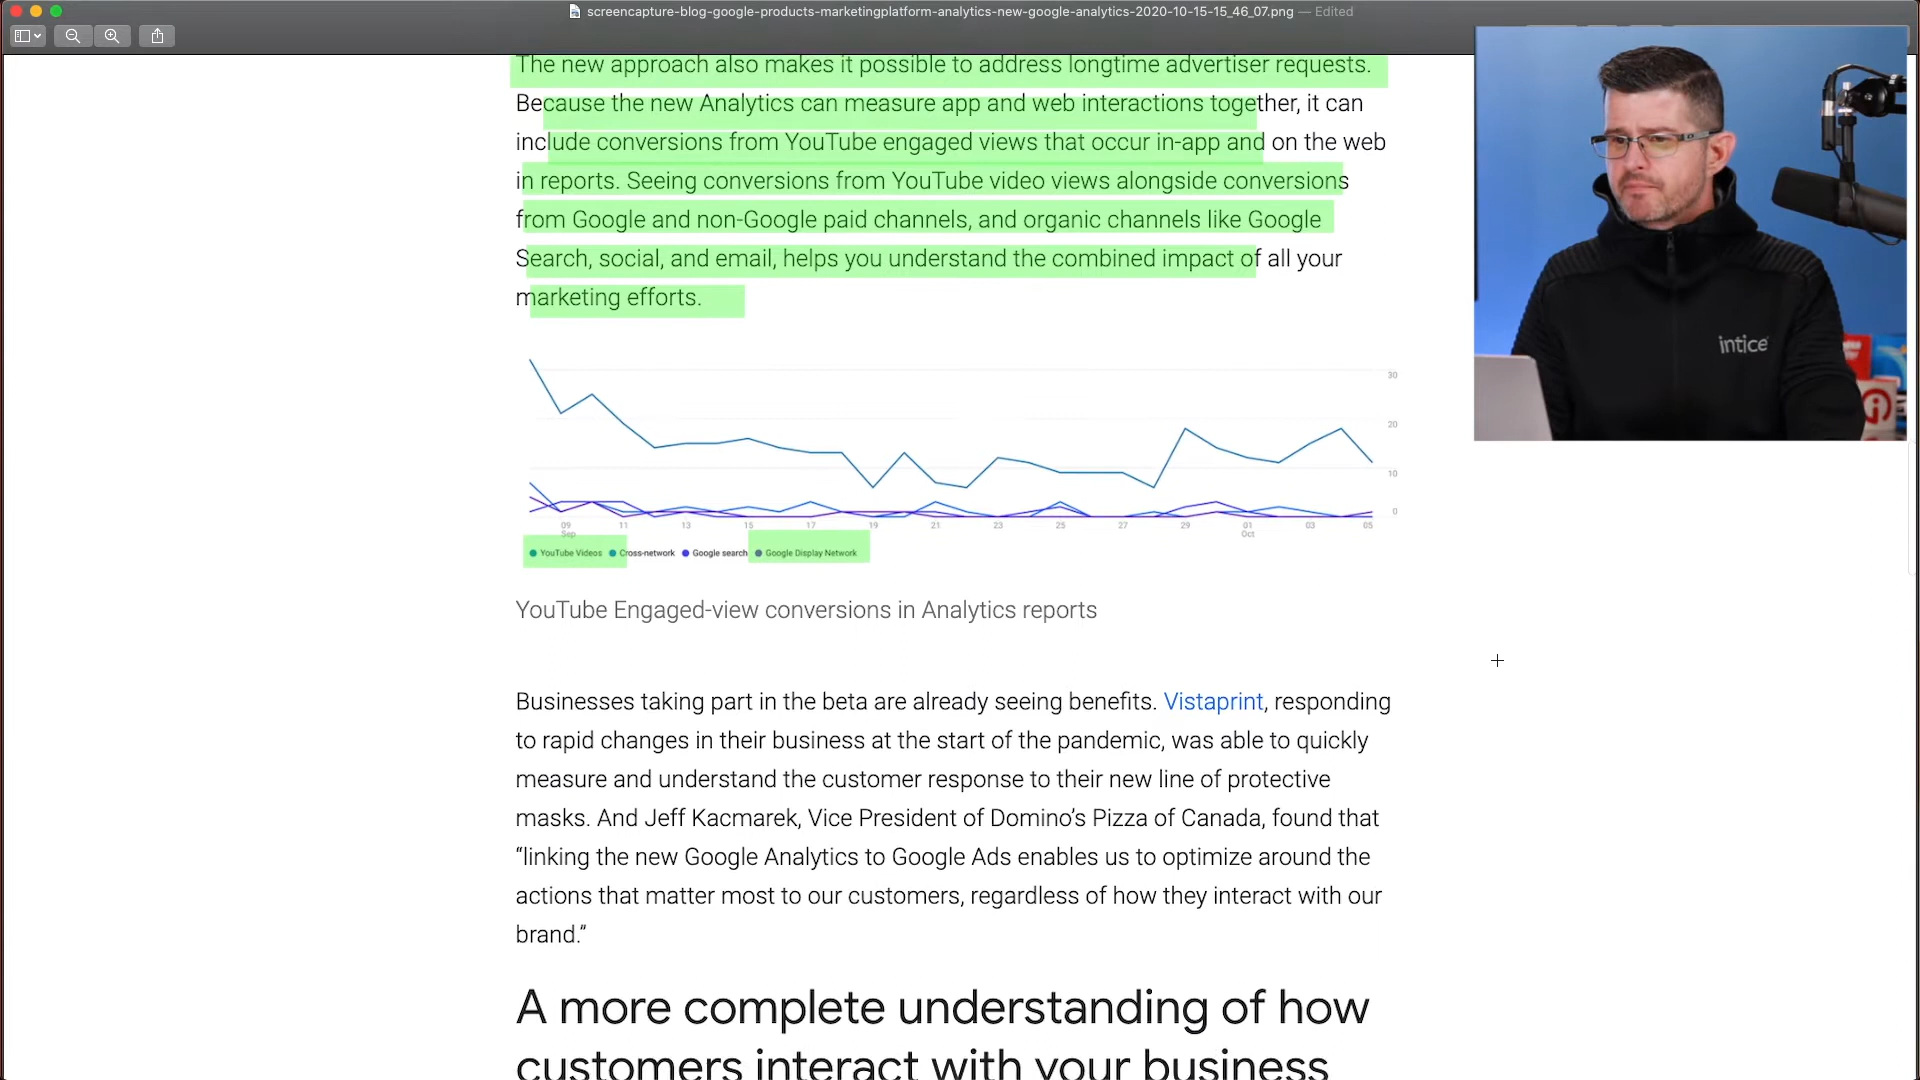 screencapture-blog-google-products-marketingplatform-analytics-new-google-analytics-2020-10-15-15_46_07.png — Edited
The new approach also makes it possible to address longtime advertiser requests.
Because the new Analytics can measure app and web interactions together, it can
include conversions from YouTube engaged views that occur in-app and on the web
in reports. Seeing conversions from YouTube video views alongside conversions
from Google and non-Google paid channels, and organic channels like Google
Search, social, and email, helps you understand the combined impact of all your
marketing efforts.
30
20
10
0
09 11 13 15 17 19 21 23 25 27 29 01 03 05
Sep Oct
YouTube Videos Cross-network Google search Google Display Network
YouTube Engaged-view conversions in Analytics reports
Businesses taking part in the beta are already seeing benefits. Vistaprint, responding
to rapid changes in their business at the start of the pandemic, was able to quickly
measure and understand the customer response to their new line of protective
masks. And Jeff Kacmarek, Vice President of Domino’s Pizza of Canada, found that
“linking the new Google Analytics to Google Ads enables us to optimize around the
actions that matter most to our customers, regardless of how they interact with our
brand.“
A more complete understanding of how
customers interact with your business
intice